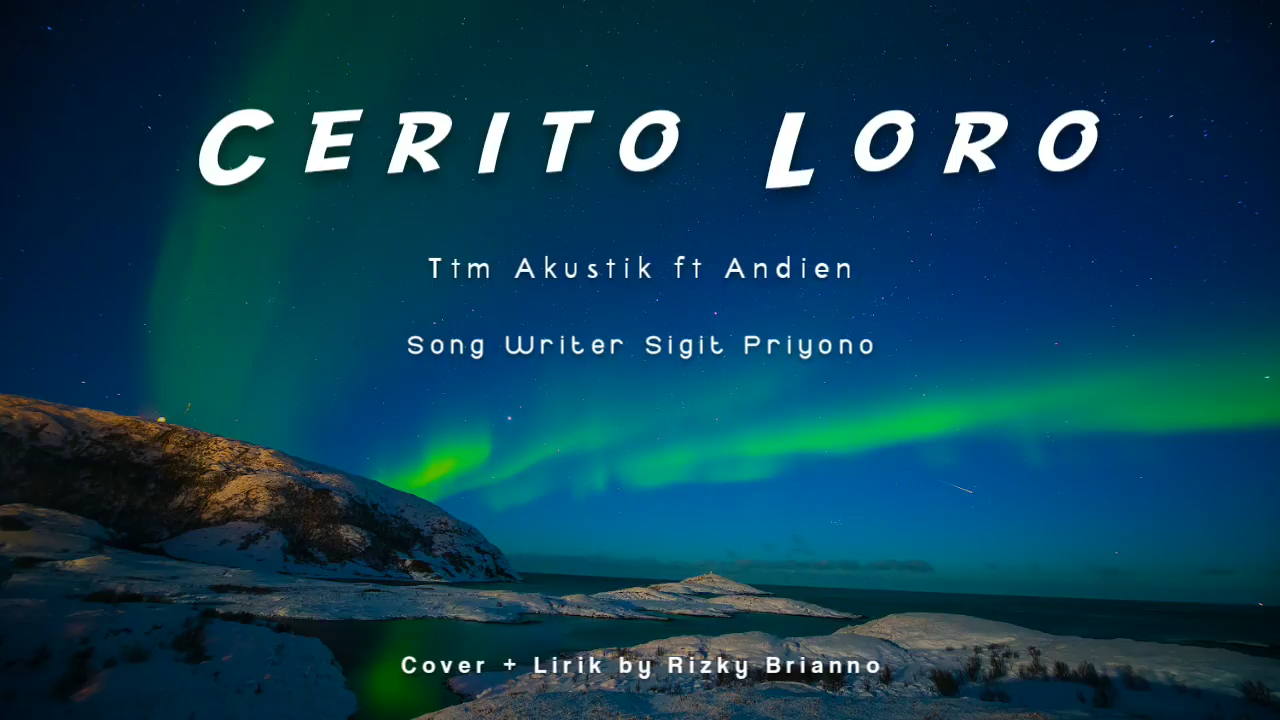 CERITO LORO
Ttm Akustik ft Andien
Song Writer Sigit Priyono
Cover + Lirik by Rizky Brianno